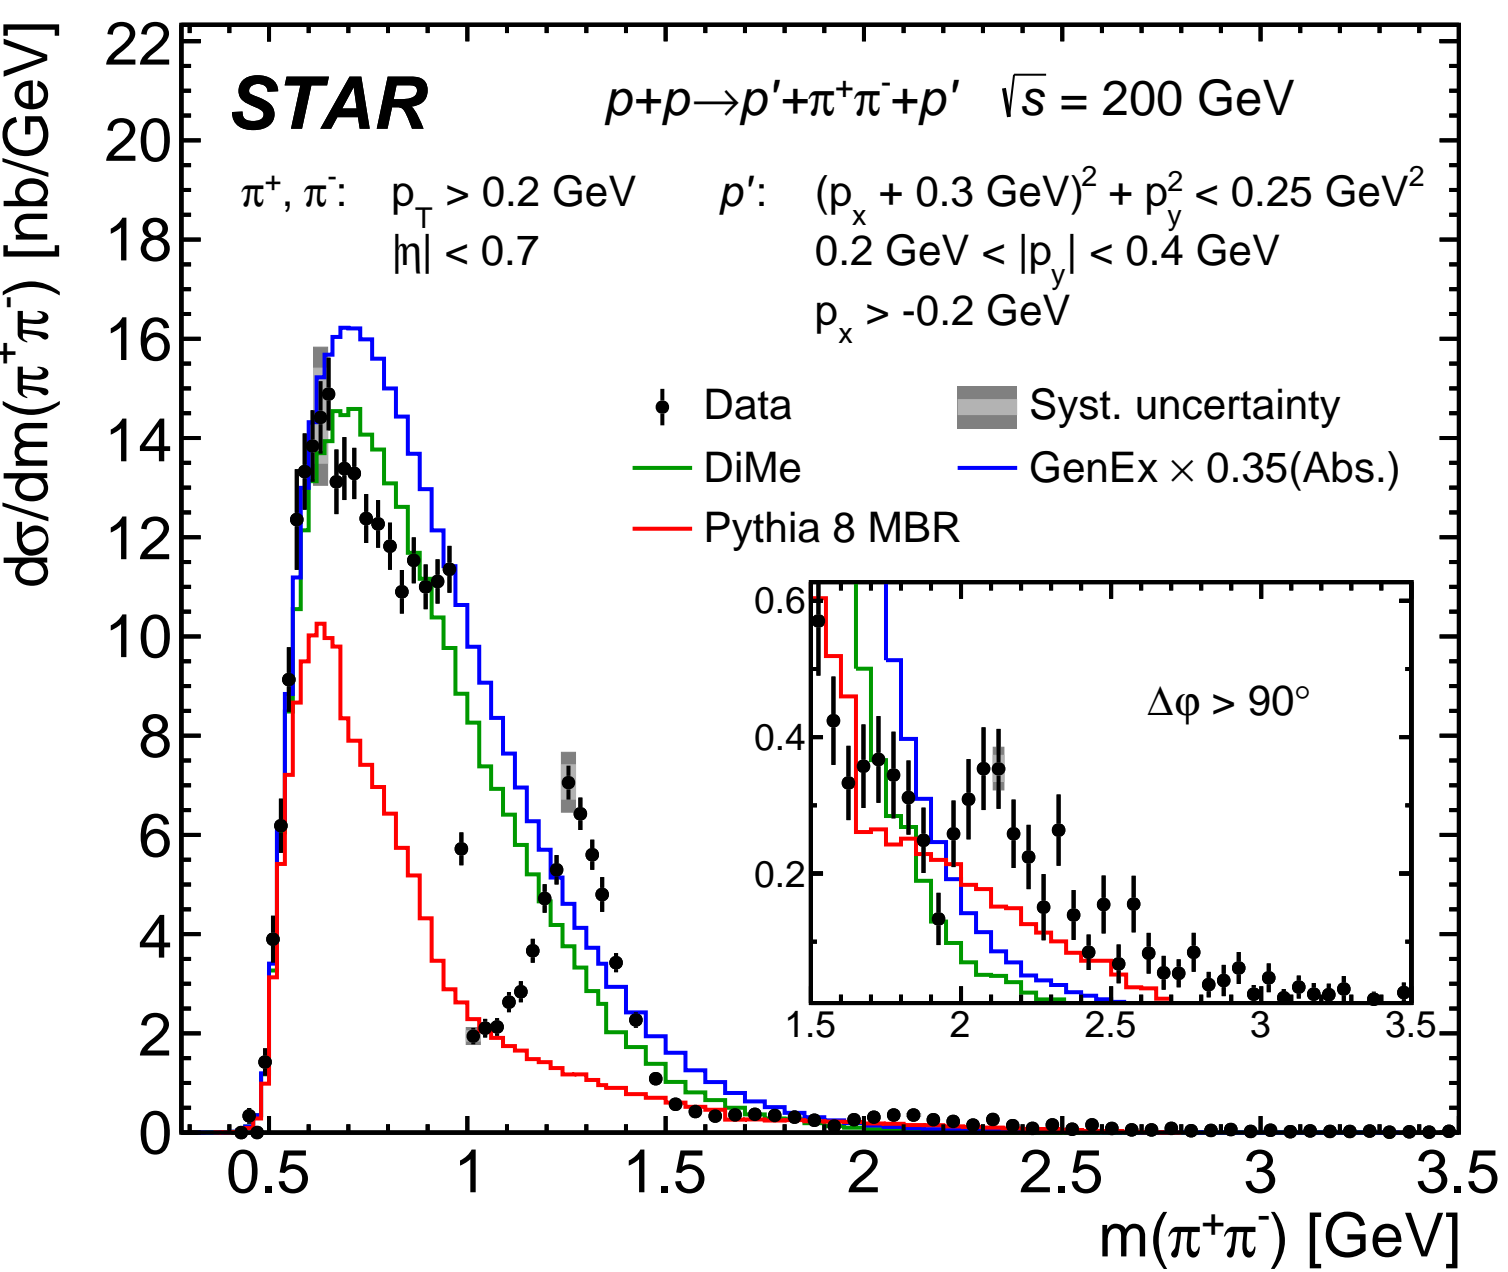 dσ/dm(π⁺π⁻) [nb/GeV]
22
20
18
16
14
12
10
8
6
4
2
0
STAR p+p→p′+π⁺π⁻+p′ √s = 200 GeV
π⁺, π⁻: p_T > 0.2 GeV p′: (p_x + 0.3 GeV)² + p_y² < 0.25 GeV²
|η| < 0.7 0.2 GeV < |p_y| < 0.4 GeV
p_x > -0.2 GeV
Data Syst. uncertainty
DiMe GenEx × 0.35(Abs.)
Pythia 8 MBR
0.6
0.4
0.2
Δφ > 90°
1.5 2 2.5 3 3.5
0.5 1 1.5 2 2.5 3 3.5
m(π⁺π⁻) [GeV]